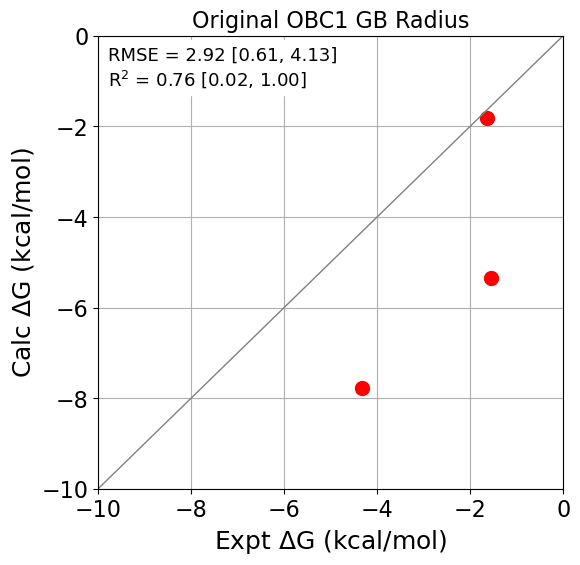 Original OBC1 GB Radius
RMSE = 2.92 [0.61, 4.13]
R² = 0.76 [0.02, 1.00]
Calc ΔG (kcal/mol)
0
−2
−4
−6
−8
−10
−10 −8 −6 −4 −2 0
Expt ΔG (kcal/mol)